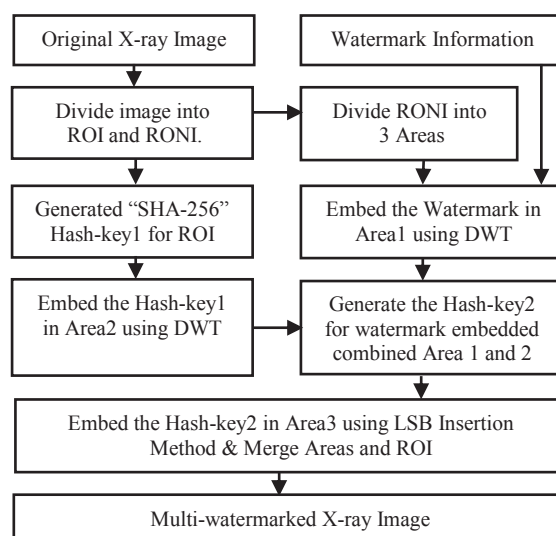 Original X-ray Image
Watermark Information
Divide image into
ROI and RONI.
Divide RONI into
3 Areas
Generated “SHA-256”
Hash-key1 for ROI
Embed the Watermark in
Area1 using DWT
Embed the Hash-key1
in Area2 using DWT
Generate the Hash-key2
for watermark embedded
combined Area 1 and 2
Embed the Hash-key2 in Area3 using LSB Insertion
Method & Merge Areas and ROI
Multi-watermarked X-ray Image